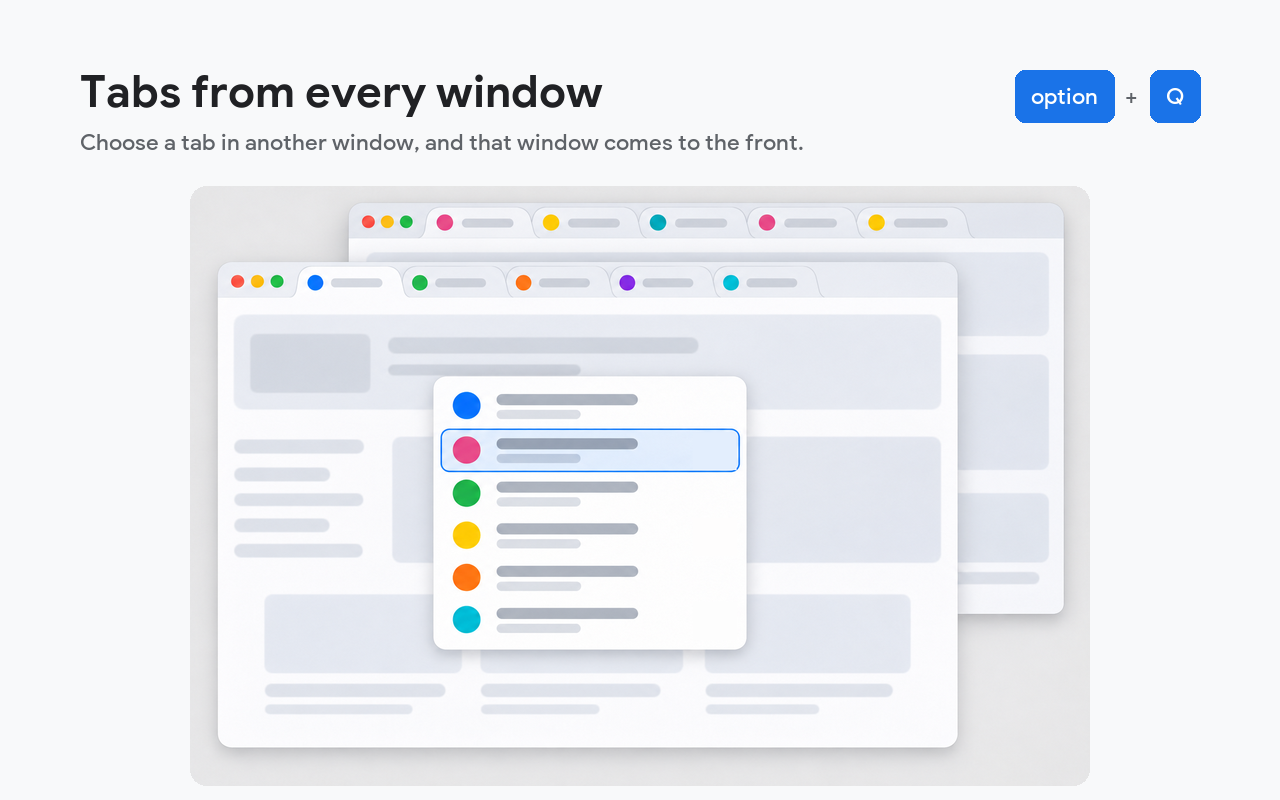 Tabs from every window
option + Q
Choose a tab in another window, and that window comes to the front.